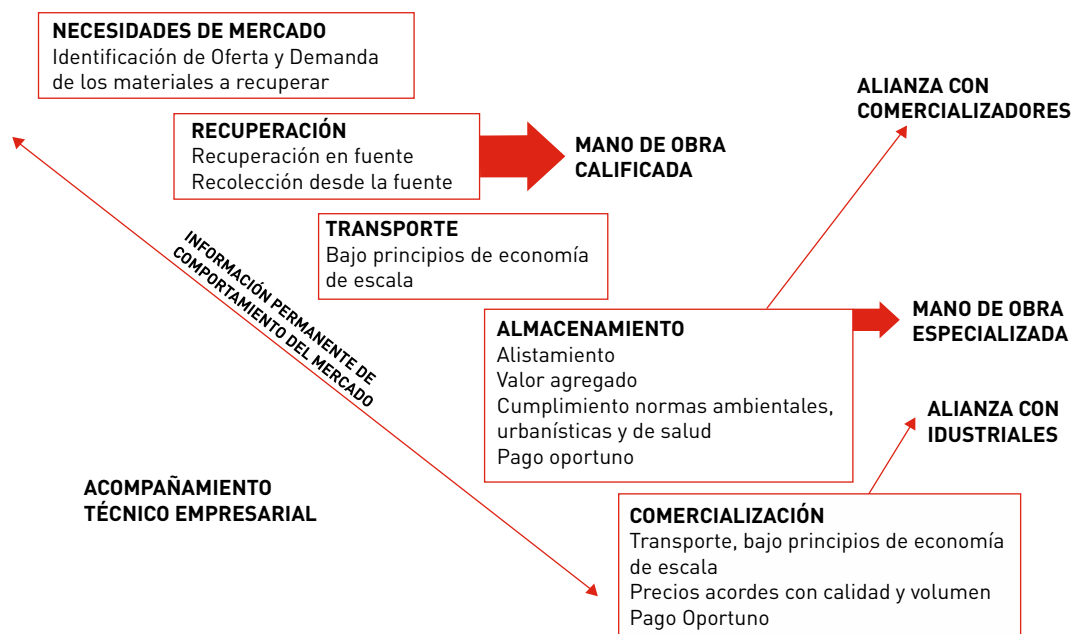 NECESIDADES DE MERCADO
Identificación de Oferta y Demanda
de los materiales a recuperar
RECUPERACIÓN
Recuperación en fuente
Recolección desde la fuente
MANO DE OBRA
CALIFICADA
ALIANZA CON
COMERCIALIZADORES
TRANSPORTE
Bajo principios de economía
de escala
INFORMACIÓN PERMANENTE DE
COMPORTAMIENTO DEL MERCADO
ALMACENAMIENTO
Alistamiento
Valor agregado
Cumplimiento normas ambientales,
urbanísticas y de salud
Pago oportuno
MANO DE OBRA
ESPECIALIZADA
ALIANZA CON
IDUSTRIALES
ACOMPAÑAMIENTO
TÉCNICO EMPRESARIAL
COMERCIALIZACIÓN
Transporte, bajo principios de economía
de escala
Precios acordes con calidad y volumen
Pago Oportuno